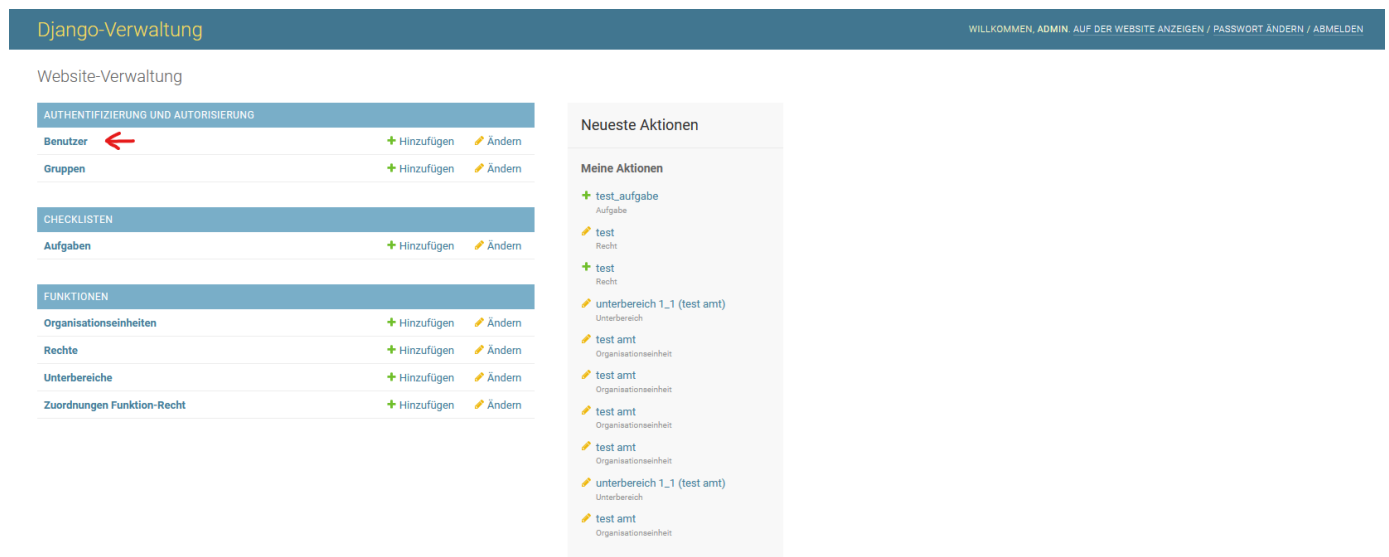 Django-Verwaltung
WILLKOMMEN, ADMIN. AUF DER WEBSITE ANZEIGEN / PASSWORT ÄNDERN / ABMELDEN
Website-Verwaltung
AUTHENTIFIZIERUNG UND AUTORISIERUNG
Benutzer Hinzufügen Ändern
Gruppen Hinzufügen Ändern
CHECKLISTEN
Aufgaben Hinzufügen Ändern
FUNKTIONEN
Organisationseinheiten Hinzufügen Ändern
Rechte Hinzufügen Ändern
Unterbereiche Hinzufügen Ändern
Zuordnungen Funktion-Recht Hinzufügen Ändern
Neueste Aktionen
Meine Aktionen
test_aufgabe
Aufgabe
test
Recht
test
Recht
unterbereich 1_1 (test amt)
Unterbereich
test amt
Organisationseinheit
test amt
Organisationseinheit
test amt
Organisationseinheit
test amt
Organisationseinheit
unterbereich 1_1 (test amt)
Unterbereich
test amt
Organisationseinheit